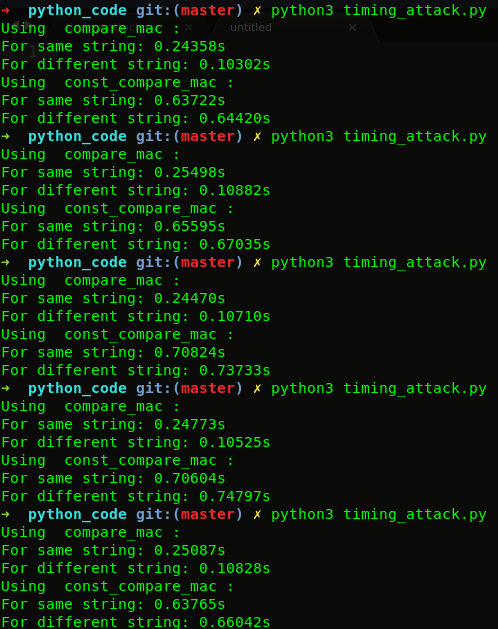 ➜  python_code git:(master) ✗ python3 timing_attack.py
Using  compare_mac :
untitled
For same string: 0.24358s
For different string: 0.10302s
Using  const_compare_mac :
For same string: 0.63722s
For different string: 0.64420s
➜  python_code git:(master) ✗ python3 timing_attack.py
Using  compare_mac :
For same string: 0.25498s
For different string: 0.10882s
Using  const_compare_mac :
For same string: 0.65595s
For different string: 0.67035s
➜  python_code git:(master) ✗ python3 timing_attack.py
Using  compare_mac :
For same string: 0.24470s
For different string: 0.10710s
Using  const_compare_mac :
For same string: 0.70824s
For different string: 0.73733s
➜  python_code git:(master) ✗ python3 timing_attack.py
Using  compare_mac :
For same string: 0.24773s
For different string: 0.10525s
Using  const_compare_mac :
For same string: 0.70604s
For different string: 0.74797s
➜  python_code git:(master) ✗ python3 timing_attack.py
Using  compare_mac :
For same string: 0.25087s
For different string: 0.10828s
Using  const_compare_mac :
For same string: 0.63765s
For different string: 0.66042s